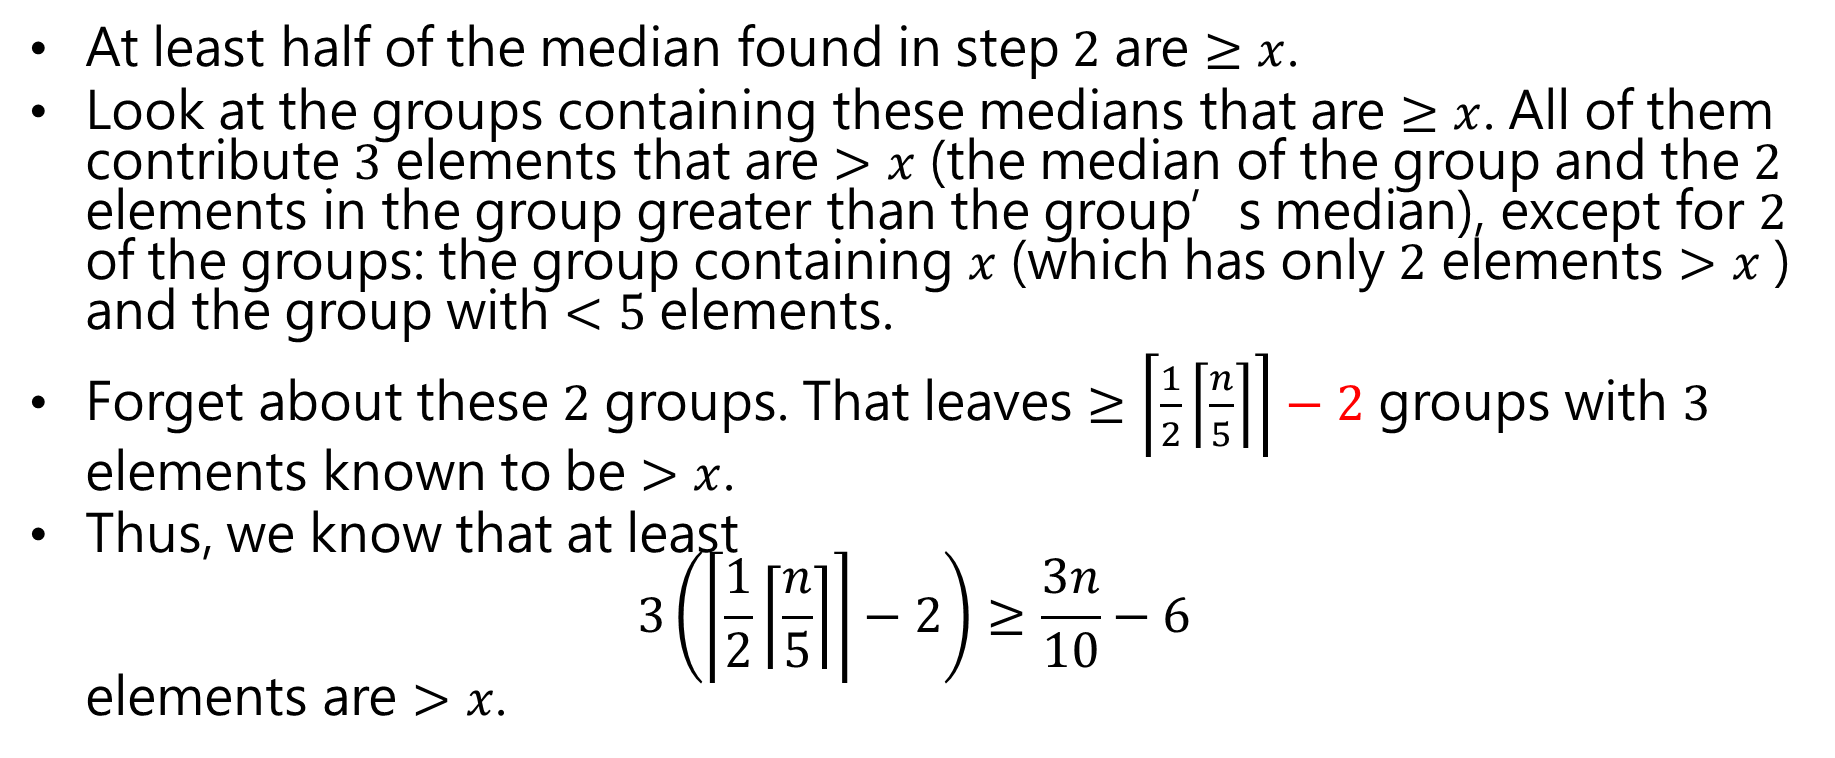 • At least half of the median found in step 2 are ≥ x.
• Look at the groups containing these medians that are ≥ x. All of them
contribute 3 elements that are > x (the median of the group and the 2
elements in the group greater than the group’s median), except for 2
of the groups: the group containing x (which has only 2 elements > x )
and the group with < 5 elements.
• Forget about these 2 groups. That leaves ≥ ⌈1/2 ⌈n/5⌉⌉ − 2 groups with 3
elements known to be > x.
• Thus, we know that at least
3(⌈1/2 ⌈n/5⌉⌉ − 2) ≥ 3n/10 − 6
elements are > x.